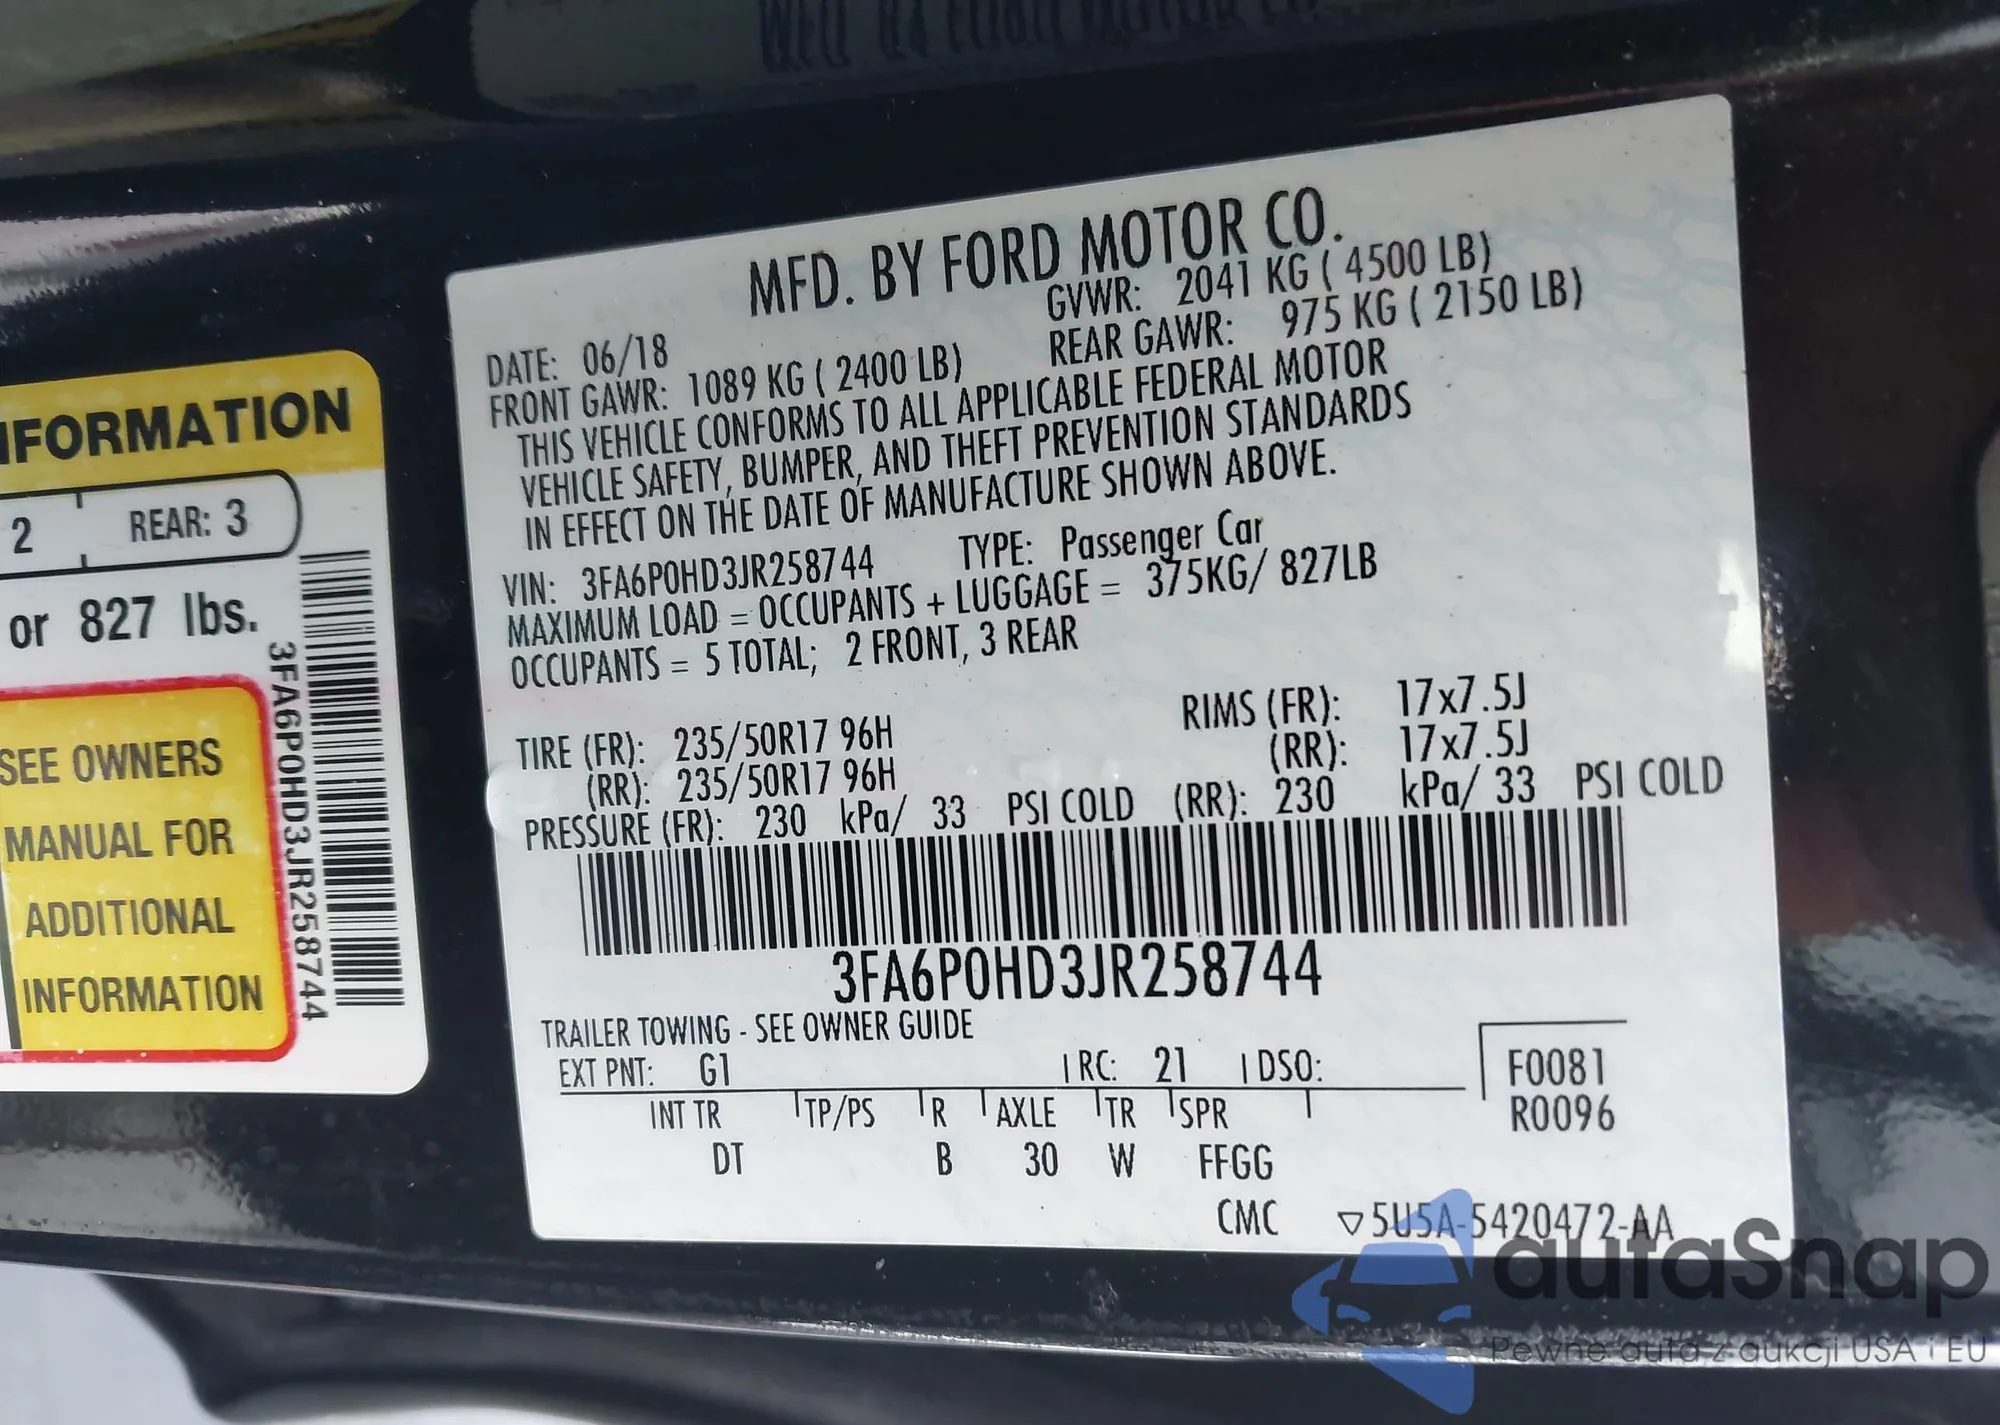 MFD. BY FORD MOTOR CO.
DATE: 06/18 GVWR: 2041 KG ( 4500 LB)
FRONT GAWR: 1089 KG ( 2400 LB) REAR GAWR: 975 KG ( 2150 LB)
THIS VEHICLE CONFORMS TO ALL APPLICABLE FEDERAL MOTOR
VEHICLE SAFETY, BUMPER, AND THEFT PREVENTION STANDARDS
IN EFFECT ON THE DATE OF MANUFACTURE SHOWN ABOVE.
VIN: 3FA6P0HD3JR258744 TYPE: Passenger Car
MAXIMUM LOAD = OCCUPANTS + LUGGAGE = 375KG/ 827LB
OCCUPANTS = 5 TOTAL; 2 FRONT, 3 REAR
TIRE (FR): 235/50R17 96H RIMS (FR): 17x7.5J
(RR): 235/50R17 96H (RR): 17x7.5J
PRESSURE (FR): 230 kPa/ 33 PSI COLD (RR): 230 kPa/ 33 PSI COLD
3FA6P0HD3JR258744
TRAILER TOWING - SEE OWNER GUIDE
EXT PNT: G1 RC: 21 DSO: F0081
INT TR TP/PS R AXLE TR SPR R0096
DT B 30 W FFGG
CMC ▽5U5A-5420472-AA
NFORMATION
2 REAR: 3
or 827 lbs.
SEE OWNERS
MANUAL FOR
ADDITIONAL
INFORMATION
3FA6P0HD3JR258744
autaSnap
Pewne auta z aukcji USA i EU